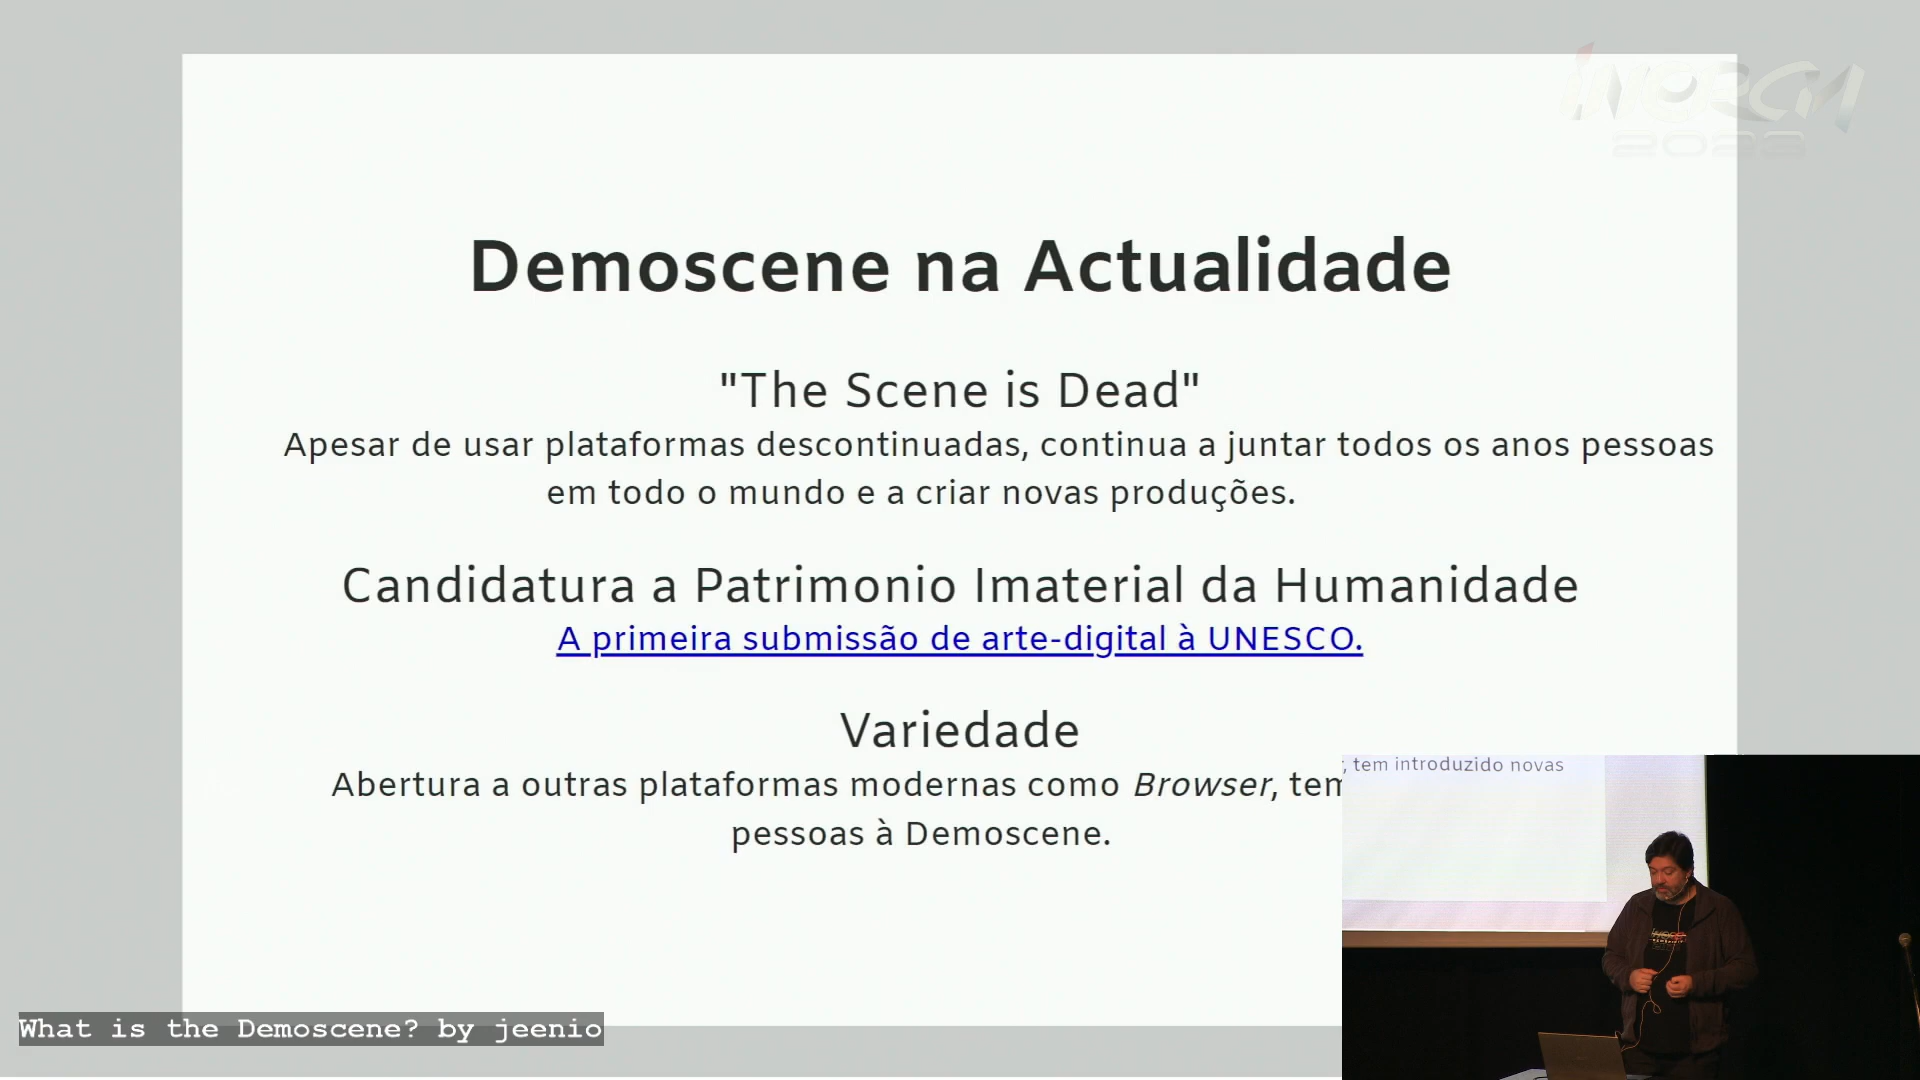 INÉRCIA
2023
Demoscene na Actualidade
"The Scene is Dead"
Apesar de usar plataformas descontinuadas, continua a juntar todos os anos pessoas
em todo o mundo e a criar novas produções.
Candidatura a Patrimonio Imaterial da Humanidade
A primeira submissão de arte-digital à UNESCO.
Variedade
Abertura a outras plataformas modernas como Browser, tem
pessoas à Demoscene.
, tem introduzido novas
What is the Demoscene? by jeenio